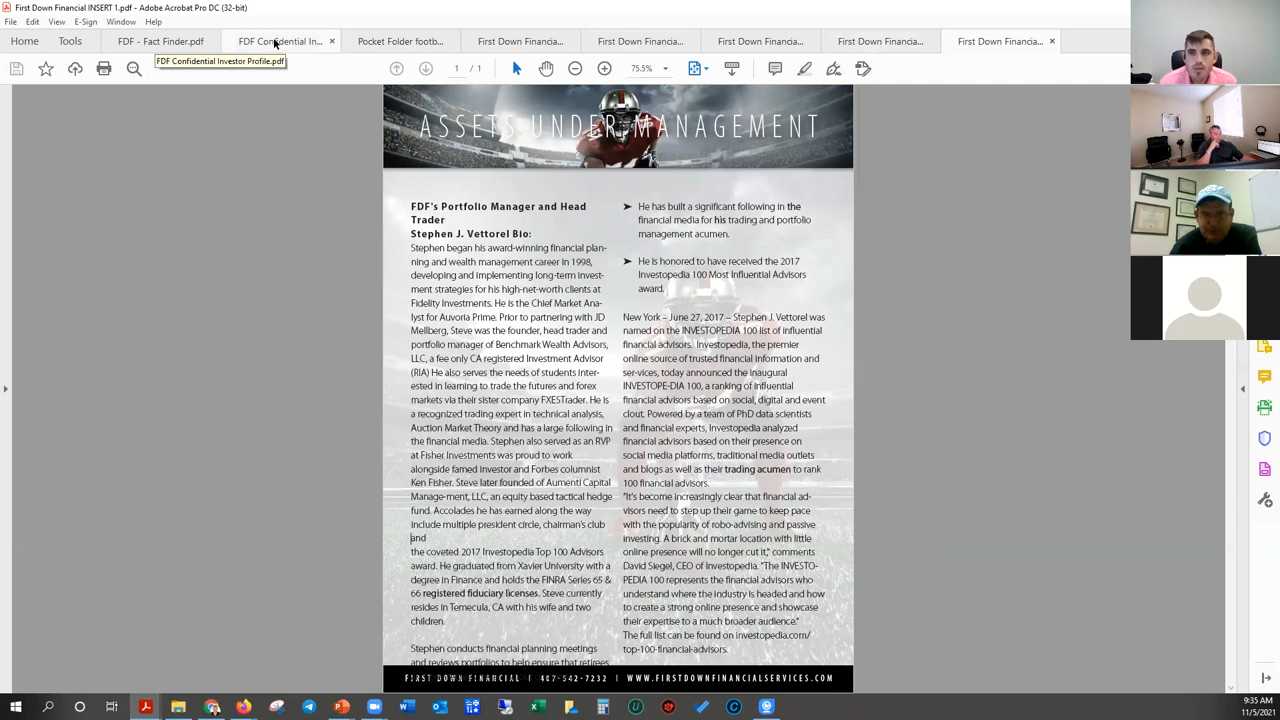 First Down Financial INSERT 1.pdf - Adobe Acrobat Pro DC (32-bit)
File Edit View E-Sign Window Help
Home Tools FDF - Fact Finder.pdf FDF Confidential In... × Pocket Folder footb... First Down Financia... First Down Financia... First Down Financia... First Down Financia... First Down Financia... ×
FDF Confidential Investor Profile.pdf
1 / 1 75.5%
ASSETS UNDER MANAGEMENT
FDF's Portfolio Manager and Head
Trader
Stephen J. Vettorel Bio:
Stephen began his award-winning financial plan-
ning and wealth management career in 1998,
developing and implementing long-term invest-
ment strategies for his high-net-worth clients at
Fidelity Investments. He is the Chief Market Ana-
lyst for Auvoria Prime. Prior to partnering with JD
Mellberg, Steve was the founder, head trader and
portfolio manager of Benchmark Wealth Advisors,
LLC, a fee only CA registered Investment Advisor
(RIA) He also serves the needs of students inter-
ested in learning to trade the futures and forex
markets via their sister company FXESTrader. He is
a recognized trading expert in technical analysis,
Auction Market Theory and has a large following in
the financial media. Stephen also served as an RVP
at Fisher Investments was proud to work
alongside famed investor and Forbes columnist
Ken Fisher. Steve later founded of Aumenti Capital
Manage-ment, LLC, an equity based tactical hedge
fund. Accolades he has earned along the way
include multiple president circle, chairman's club
and
the coveted 2017 Investopedia Top 100 Advisors
award. He graduated from Xavier University with a
degree in Finance and holds the FINRA Series 65 &
66 registered fiduciary licenses. Steve currently
resides in Temecula, CA with his wife and two
children.
Stephen conducts financial planning meetings
and reviews portfolios to help ensure that retirees
He has built a significant following in the
financial media for his trading and portfolio
management acumen.
He is honored to have received the 2017
Investopedia 100 Most Influential Advisors
award.
New York – June 27, 2017 – Stephen J. Vettorel was
named on the INVESTOPEDIA 100 list of influential
financial advisors. Investopedia, the premier
online source of trusted financial information and
ser-vices, today announced the inaugural
INVESTOPE-DIA 100, a ranking of influential
financial advisors based on social, digital and event
clout. Powered by a team of PhD data scientists
and financial experts, Investopedia analyzed
financial advisors based on their presence on
social media platforms, traditional media outlets
and blogs as well as their trading acumen to rank
100 financial advisors.
"It's become increasingly clear that financial ad-
visors need to step up their game to keep pace
with the popularity of robo-advising and passive
investing. A brick and mortar location with little
online presence will no longer cut it," comments
David Siegel, CEO of Investopedia. "The INVESTO-
PEDIA 100 represents the financial advisors who
understand where the industry is headed and how
to create a strong online presence and showcase
their expertise to a much broader audience."
The full list can be found on investopedia.com/
top-100-financial-advisors.
FIRST DOWN FINANCIAL | 407-542-7232 | WWW.FIRSTDOWNFINANCIALSERVICES.COM
9:35 AM
11/5/2021